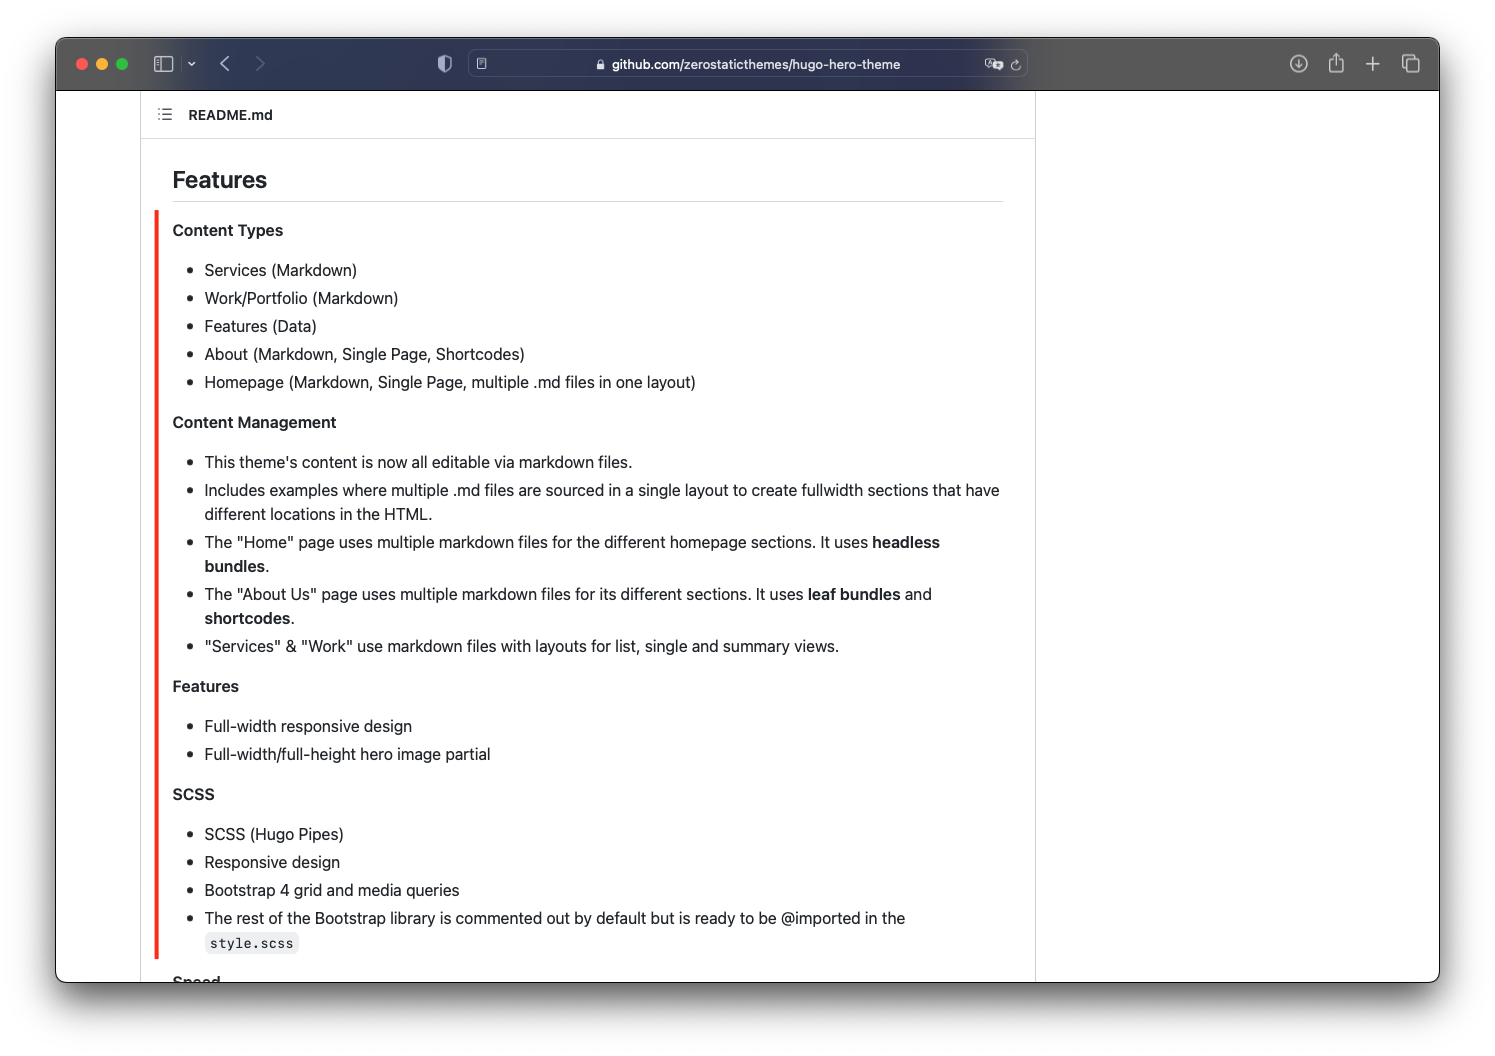 github.com/zerostaticthemes/hugo-hero-theme
README.md
Features
Content Types
Services (Markdown)
Work/Portfolio (Markdown)
Features (Data)
About (Markdown, Single Page, Shortcodes)
Homepage (Markdown, Single Page, multiple .md files in one layout)
Content Management
This theme's content is now all editable via markdown files.
Includes examples where multiple .md files are sourced in a single layout to create fullwidth sections that have
different locations in the HTML.
The "Home" page uses multiple markdown files for the different homepage sections. It uses headless
bundles.
The "About Us" page uses multiple markdown files for its different sections. It uses leaf bundles and
shortcodes.
"Services" & "Work" use markdown files with layouts for list, single and summary views.
Features
Full-width responsive design
Full-width/full-height hero image partial
SCSS
SCSS (Hugo Pipes)
Responsive design
Bootstrap 4 grid and media queries
The rest of the Bootstrap library is commented out by default but is ready to be @imported in the
style.scss
Speed